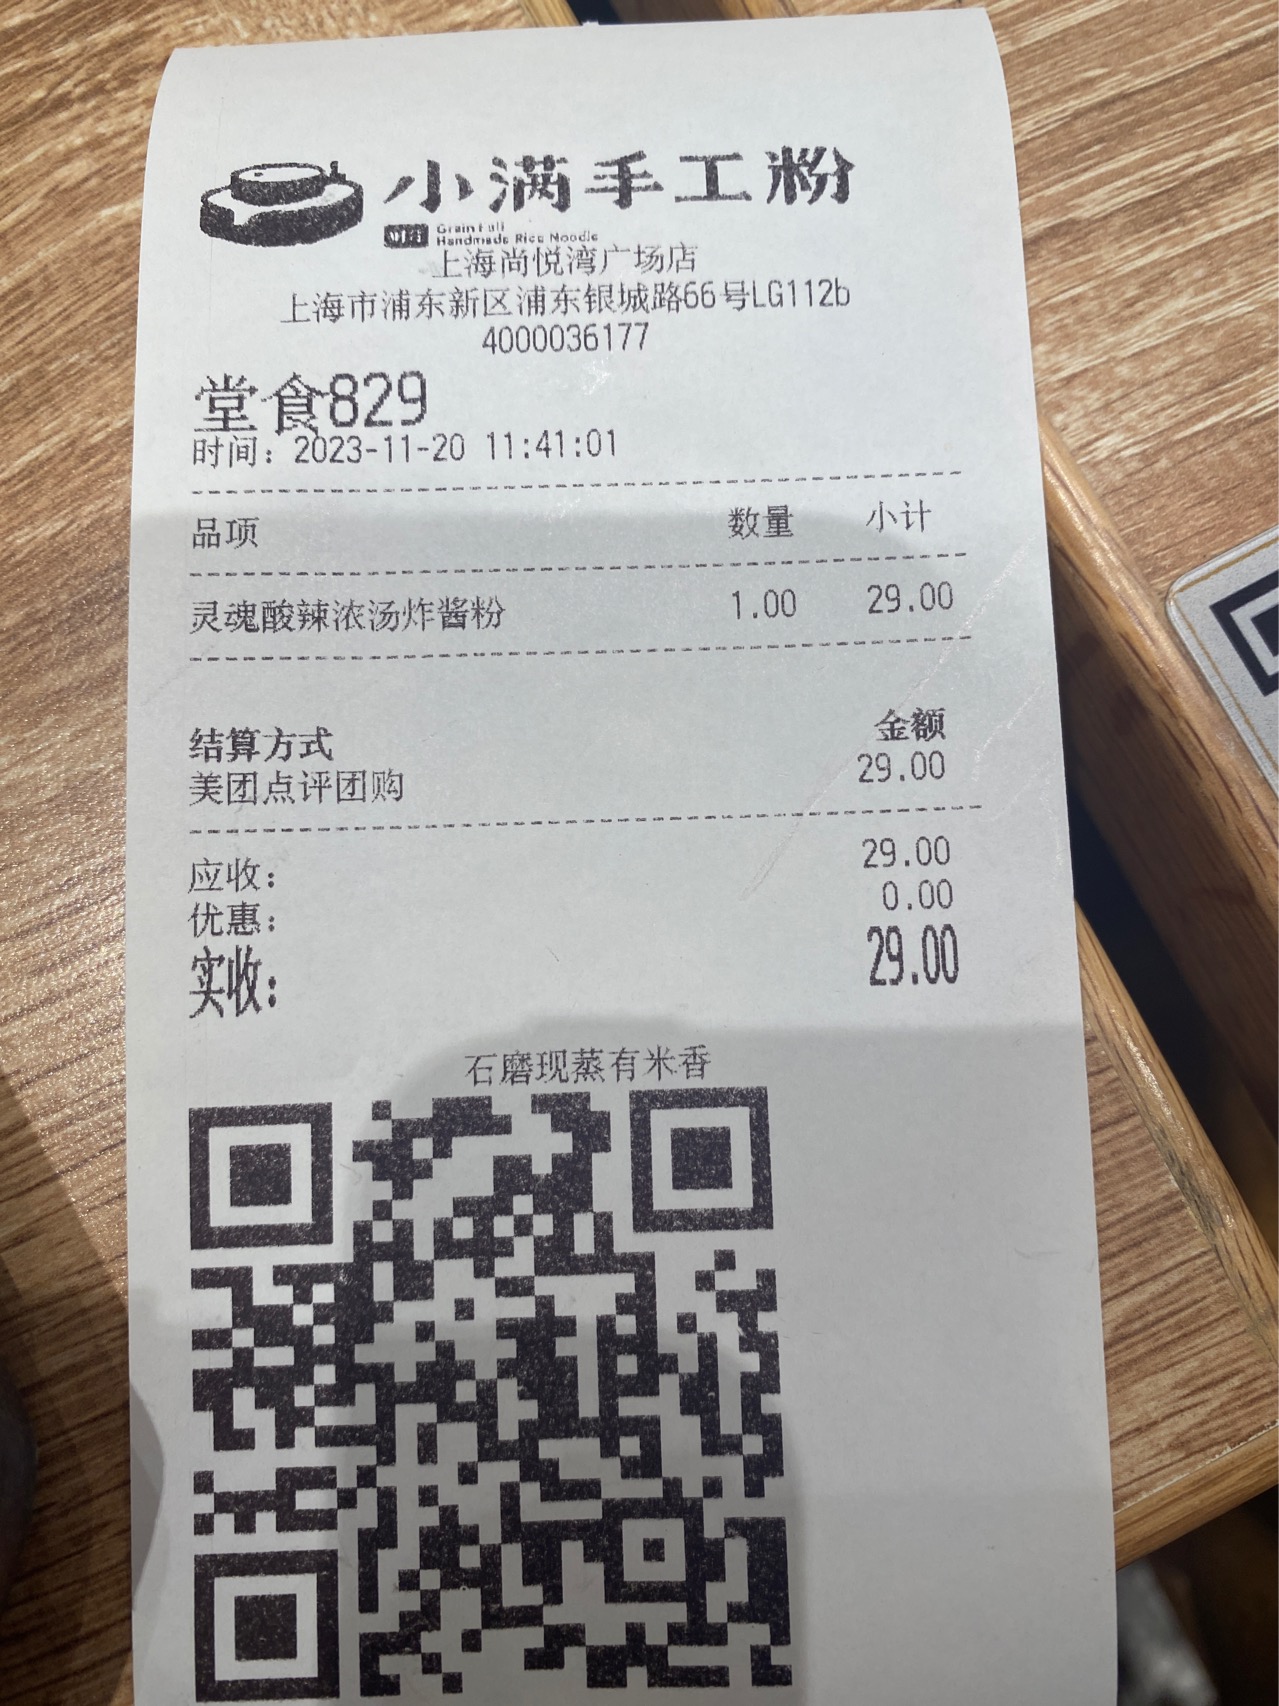 小满手工粉
Grain Full
Handmade Rice Noodle
上海尚悦湾广场店
上海市浦东新区浦东银城路66号LG112b
4000036177
堂食829
时间：2023-11-20 11:41:01
品项 数量 小计
灵魂酸辣浓汤炸酱粉 1.00 29.00
结算方式 金额
美团点评团购 29.00
应收： 29.00
优惠： 0.00
实收： 29.00
石磨现蒸有米香